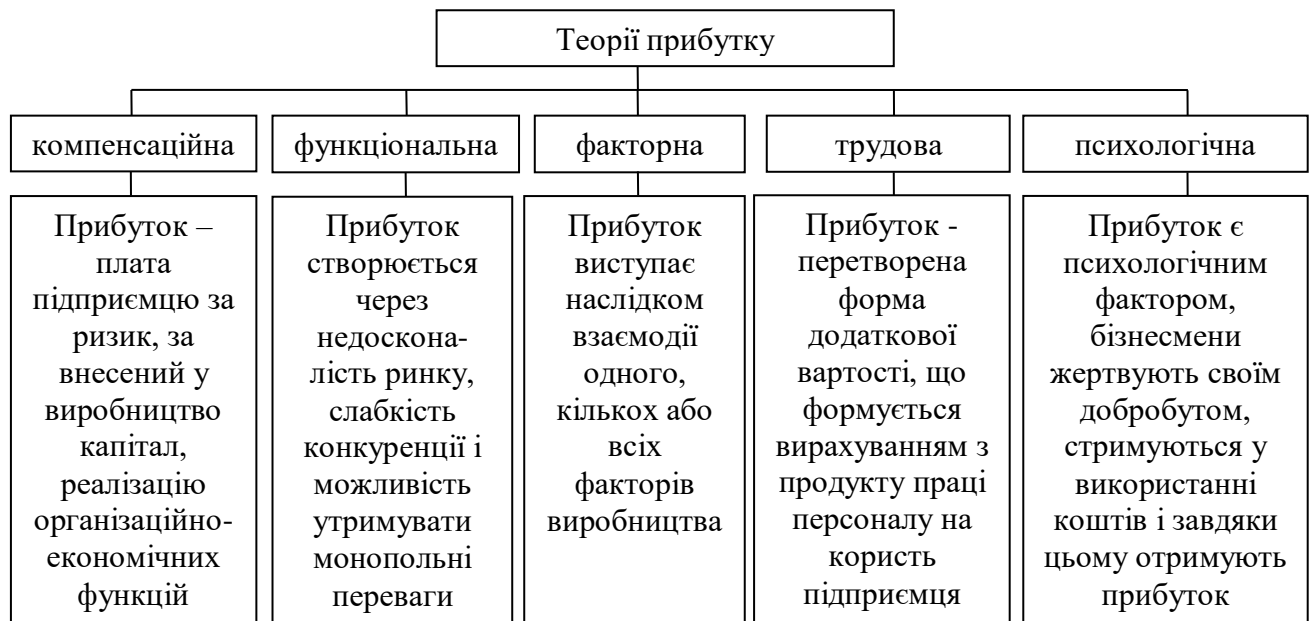 Теорії прибутку
компенсаційна
функціональна
факторна
трудова
психологічна
Прибуток –
плата
підприємцю за
ризик, за
внесений у
виробництво
капітал,
реалізацію
організаційно-
економічних
функцій
Прибуток
створюється
через
недоскона-
лість ринку,
слабкість
конкуренції і
можливість
утримувати
монопольні
переваги
Прибуток
виступає
наслідком
взаємодії
одного,
кількох або
всіх
факторів
виробництва
Прибуток -
перетворена
форма
додаткової
вартості, що
формується
вирахуванням з
продукту праці
персоналу на
користь
підприємця
Прибуток є
психологічним
фактором,
бізнесмени
жертвують своїм
добробутом,
стримуються у
використанні
коштів і завдяки
цьому отримують
прибуток